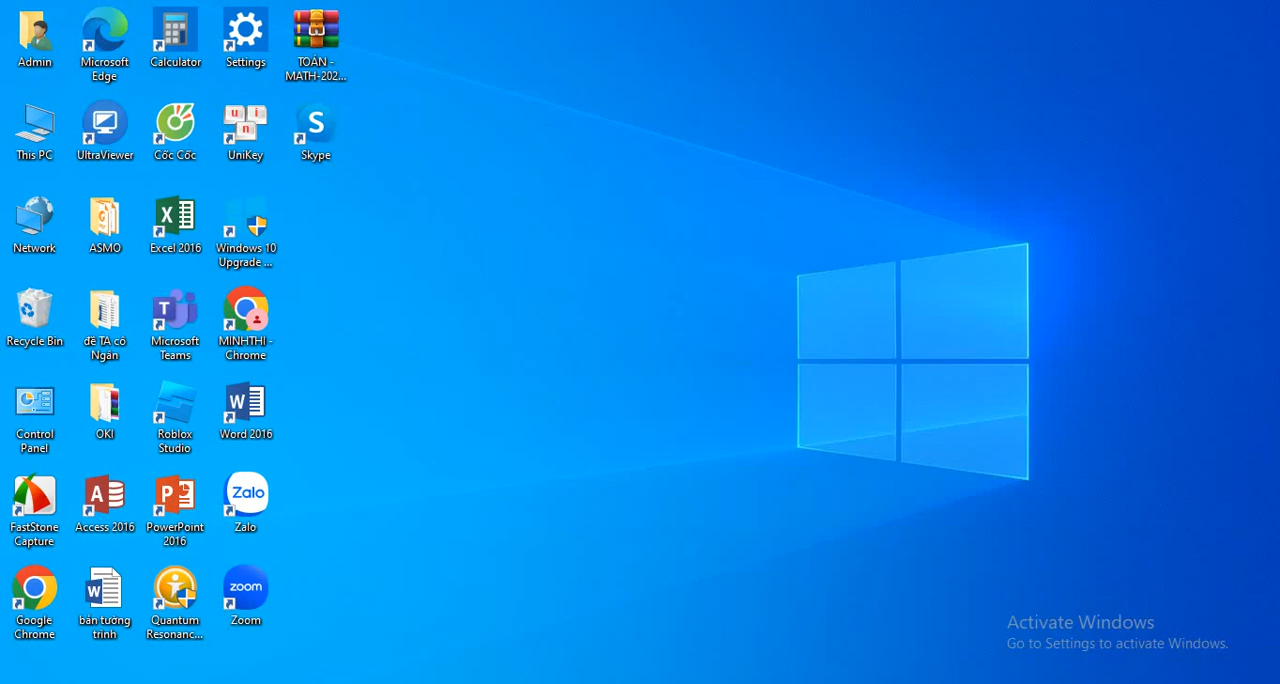 Admin
Microsoft
Edge
Calculator
Settings
TOÁN -
MATH-202...
This PC
UltraViewer
Cốc Cốc
u i
n
UniKey
S
Skype
Network
ASMO
X
Excel 2016
Windows 10
Upgrade ...
Recycle Bin
đề TA cô
Ngân
T
Microsoft
Teams
MINHTHI -
Chrome
Control
Panel
OKI
Roblox
Studio
W
Word 2016
FastStone
Capture
A
Access 2016
P
PowerPoint
2016
Zalo
Zalo
Google
Chrome
W
bản tường
trình
Quantum
Resonanc...
zoom
Zoom
Activate Windows
Go to Settings to activate Windows.